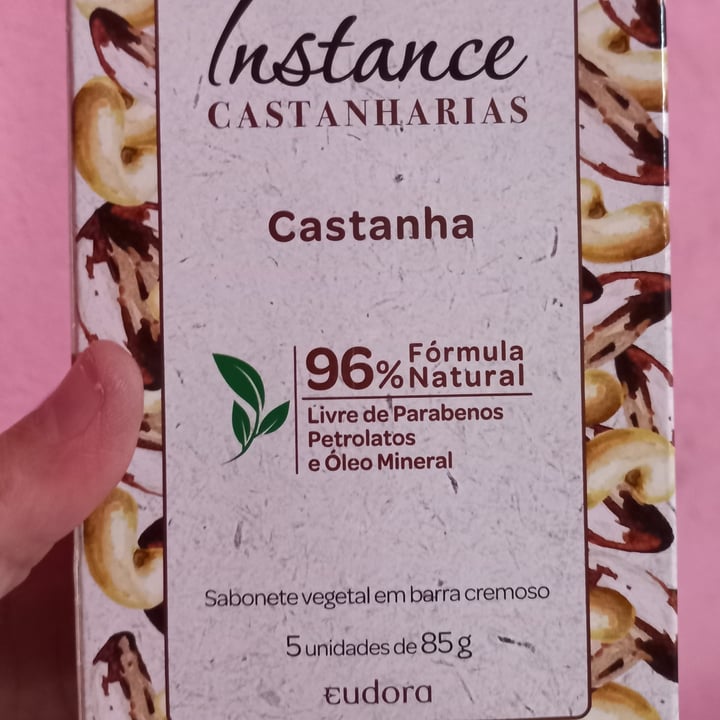 Instance
CASTANHARIAS
Castanha
96% Fórmula
Natural
Livre de Parabenos
Petrolatos
e Óleo Mineral
Sabonete vegetal em barra cremoso
5 unidades de 85 g
eudora